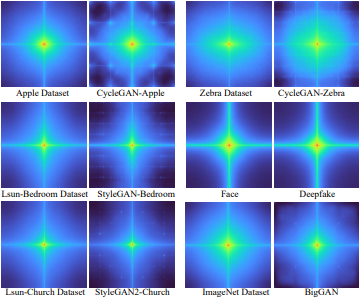 Apple Dataset CycleGAN-Apple Zebra Dataset CycleGAN-Zebra
Lsun-Bedroom Dataset StyleGAN-Bedroom Face Deepfake
Lsun-Church Dataset StyleGAN2-Church ImageNet Dataset BigGAN